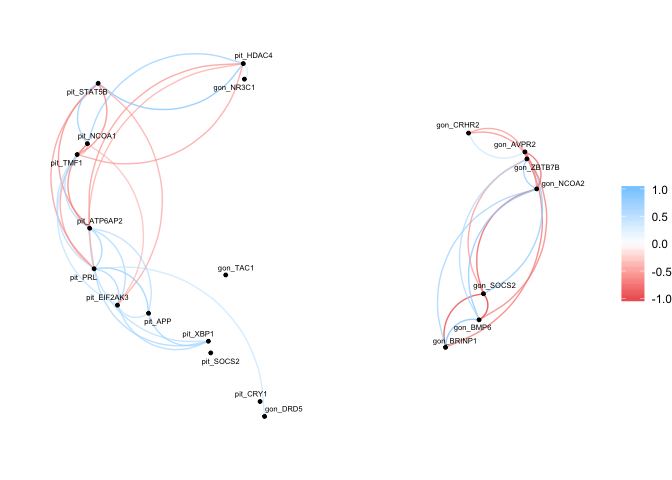 pit_HDAC4
gon_NR3C1
pit_STAT5B
pit_NCOA1
pit_TMF1
pit_ATP6AP2
gon_TAC1
pit_PRL
pit_EIF2AK3
pit_APP
pit_XBP1
pit_SOCS2
pit_CRY1
gon_DRD5
gon_CRHR2
gon_AVPR2
gon_ZBTB7B
gon_NCOA2
gon_SOCS2
gon_BMP6
gon_BRINP1
1.0
0.5
0.0
-0.5
-1.0